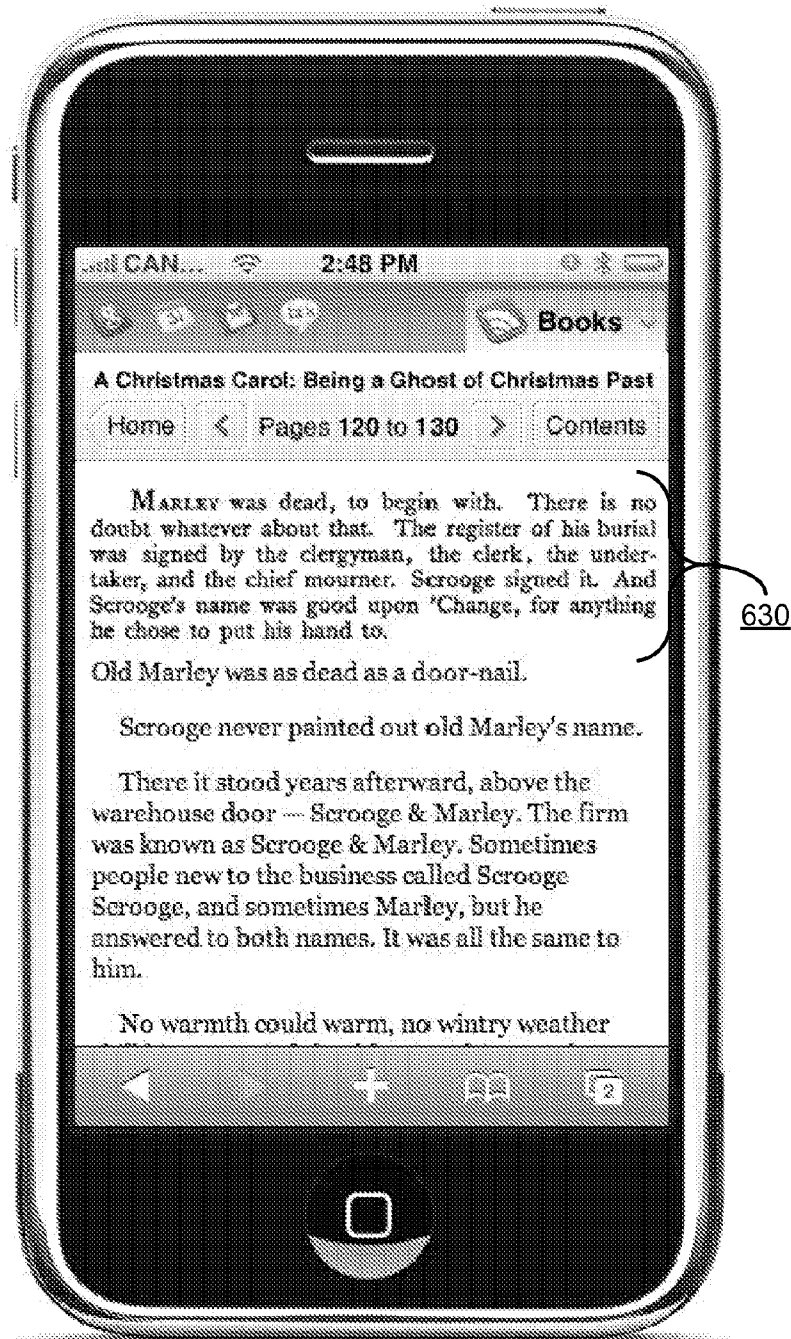 CAN... 2:48 PM
Books
A Christmas Carol: Being a Ghost of Christmas Past
Home < Pages 120 to 130 > Contents
MARLEY was dead, to begin with. There is no
doubt whatever about that. The register of his burial
was signed by the clergyman, the clerk, the under-
taker, and the chief mourner. Scrooge signed it. And
Scrooge's name was good upon 'Change, for anything
he chose to put his hand to.
630
Old Marley was as dead as a door-nail.
Scrooge never painted out old Marley's name.
There it stood years afterward, above the
warehouse door — Scrooge & Marley. The firm
was known as Scrooge & Marley. Sometimes
people new to the business called Scrooge
Scrooge, and sometimes Marley, but he
answered to both names. It was all the same to
him.
No warmth could warm, no wintry weather
2